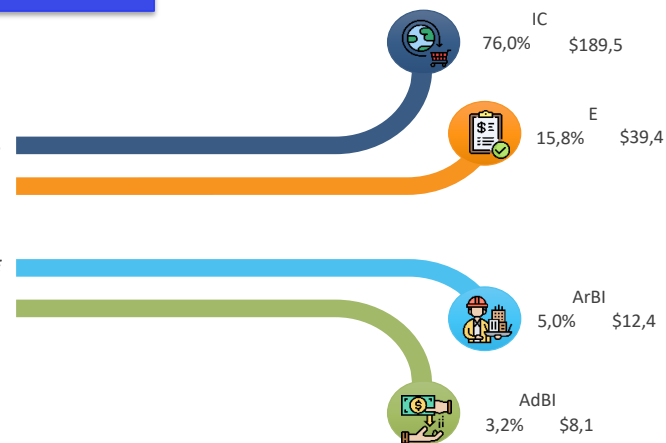 IC
76,0% $189,5
E
15,8% $39,4
ArBI
5,0% $12,4
AdBI
3,2% $8,1